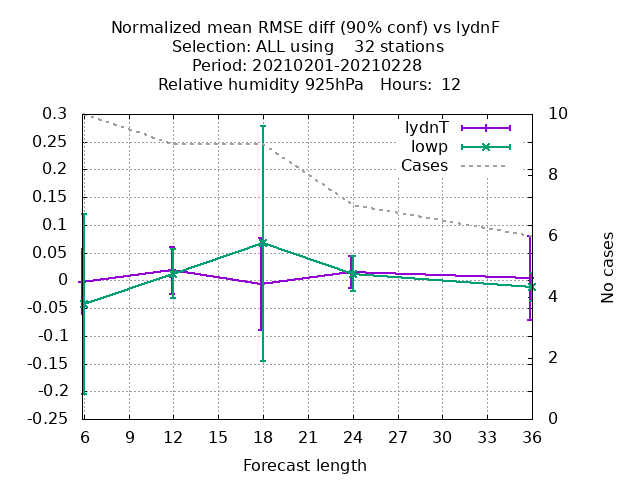 Normalized mean RMSE diff (90% conf) vs lydnF
Selection: ALL using    32 stations
Period: 20210201-20210228
Relative humidity 925hPa   Hours:  12
lydnT
lowp
Cases
0.3
0.25
0.2
0.15
0.1
0.05
0
-0.05
-0.1
-0.15
-0.2
-0.25
10
8
6
4
2
0
No cases
6 9 12 15 18 21 24 27 30 33 36
Forecast length